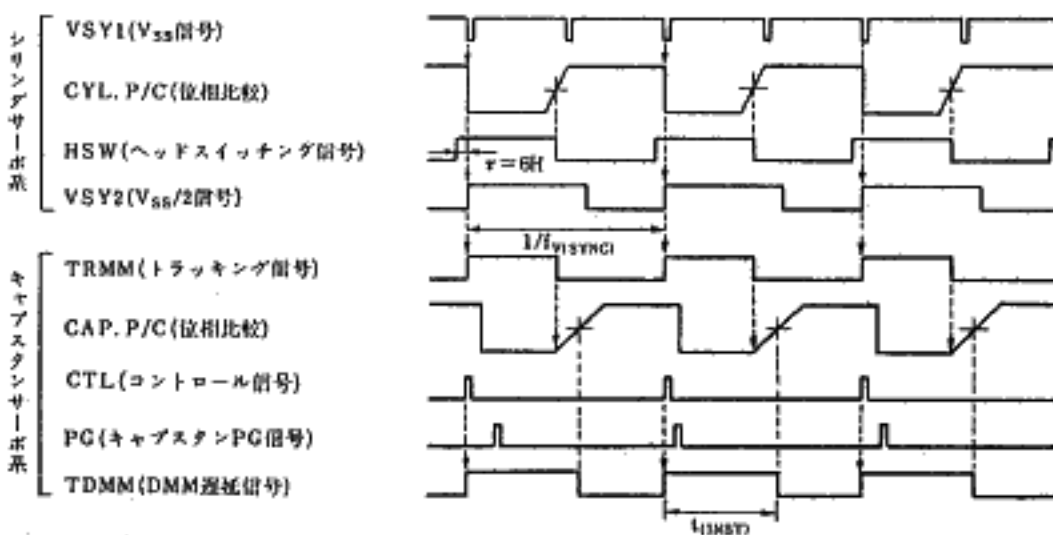 シリンダサーボ系
VSY1(VSS信号)
CYL. P/C(位相比較)
HSW(ヘッドスイッチング信号)
τ=6H
VSY2(VSS/2信号)
1/fV(SYNC)
キャプスタンサーボ系
TRMM(トラッキング信号)
CAP. P/C(位相比較)
CTL(コントロール信号)
PG(キャプスタンPG信号)
TDMM(DMM遅延信号)
t(INST)